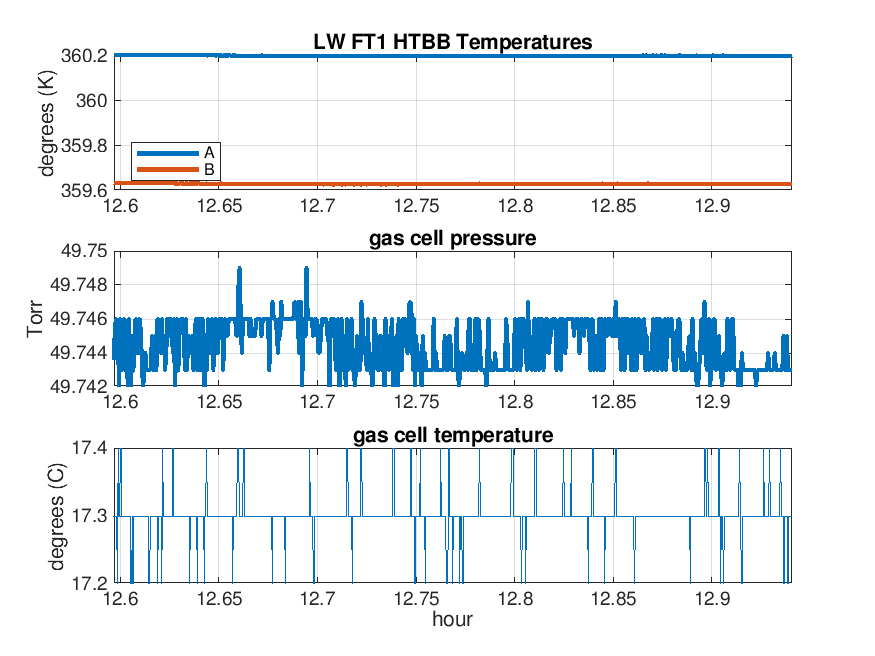 LW FT1 HTBB Temperatures
degrees (K)
360.2
360
359.8
359.6
A
B
12.6 12.65 12.7 12.75 12.8 12.85 12.9
gas cell pressure
Torr
49.75
49.748
49.746
49.744
49.742
12.6 12.65 12.7 12.75 12.8 12.85 12.9
gas cell temperature
degrees (C)
17.4
17.3
17.2
12.6 12.65 12.7 12.75 12.8 12.85 12.9
hour